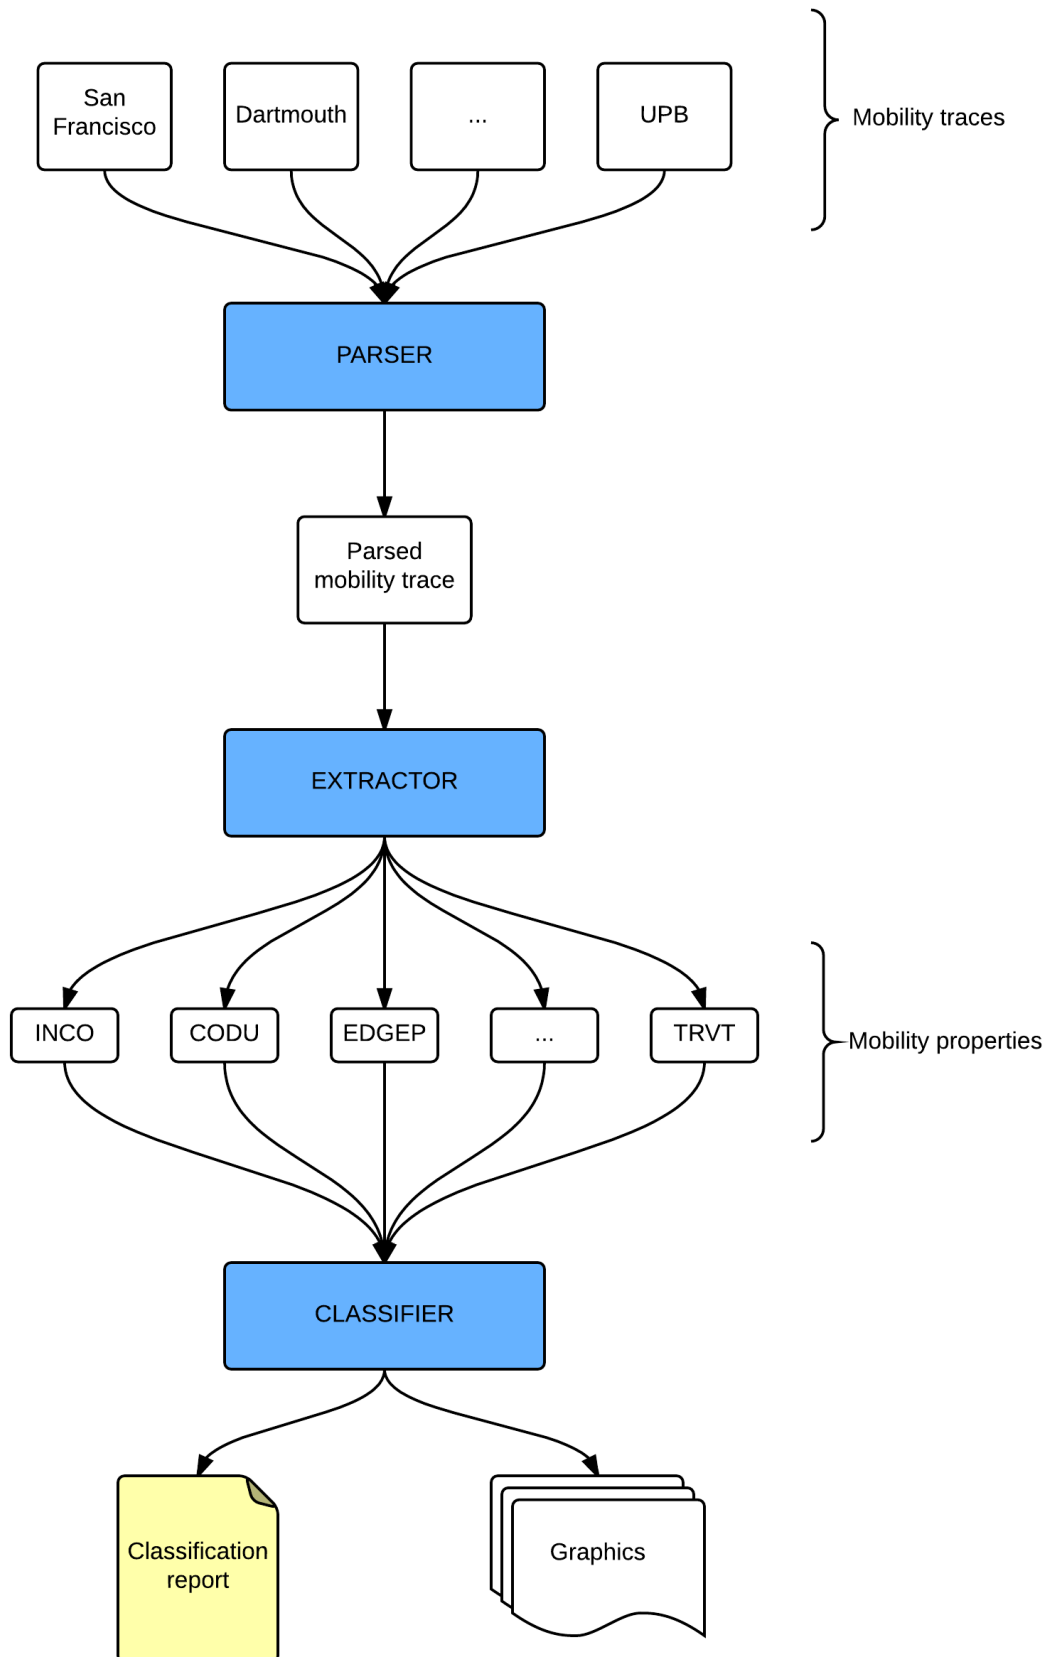 San
Francisco
Dartmouth
...
UPB
Mobility traces
PARSER
Parsed
mobility trace
EXTRACTOR
INCO
CODU
EDGEP
...
TRVT
Mobility properties
CLASSIFIER
Classification
report
Graphics